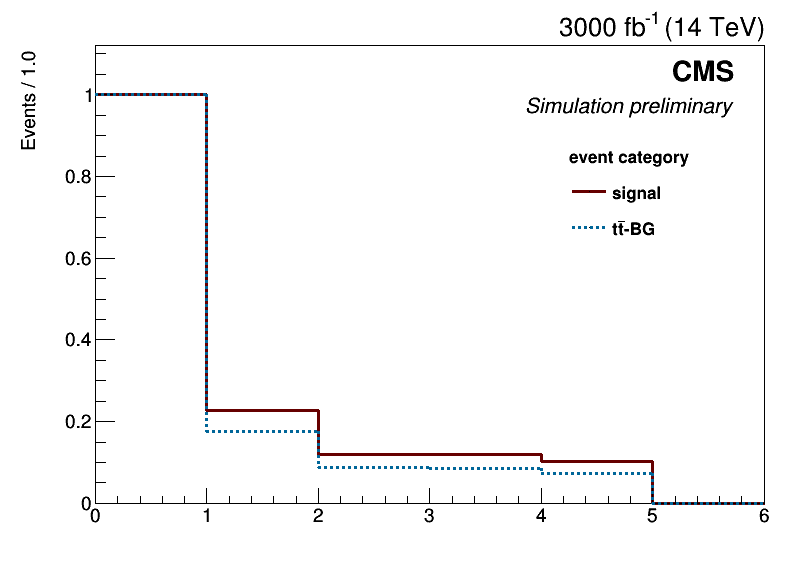 3000 fb⁻¹ (14 TeV)
Events / 1.0
CMS
Simulation preliminary
event category
signal
tt̄-BG
1
0.8
0.6
0.4
0.2
0
0 1 2 3 4 5 6